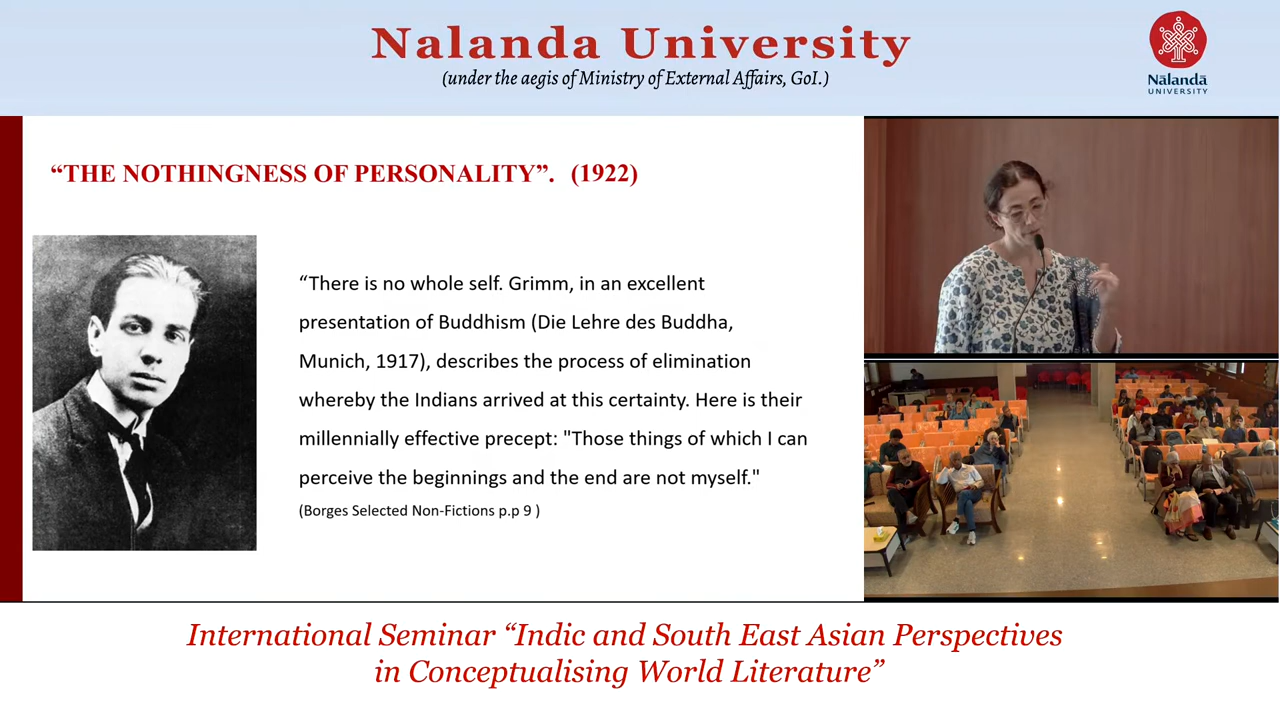 Nalanda University
(under the aegis of Ministry of External Affairs, GoI.)
Nālandā
UNIVERSITY
“THE NOTHINGNESS OF PERSONALITY”. (1922)
“There is no whole self. Grimm, in an excellent
presentation of Buddhism (Die Lehre des Buddha,
Munich, 1917), describes the process of elimination
whereby the Indians arrived at this certainty. Here is their
millennially effective precept: "Those things of which I can
perceive the beginnings and the end are not myself."
(Borges Selected Non-Fictions p.p 9 )
International Seminar “Indic and South East Asian Perspectives
in Conceptualising World Literature”